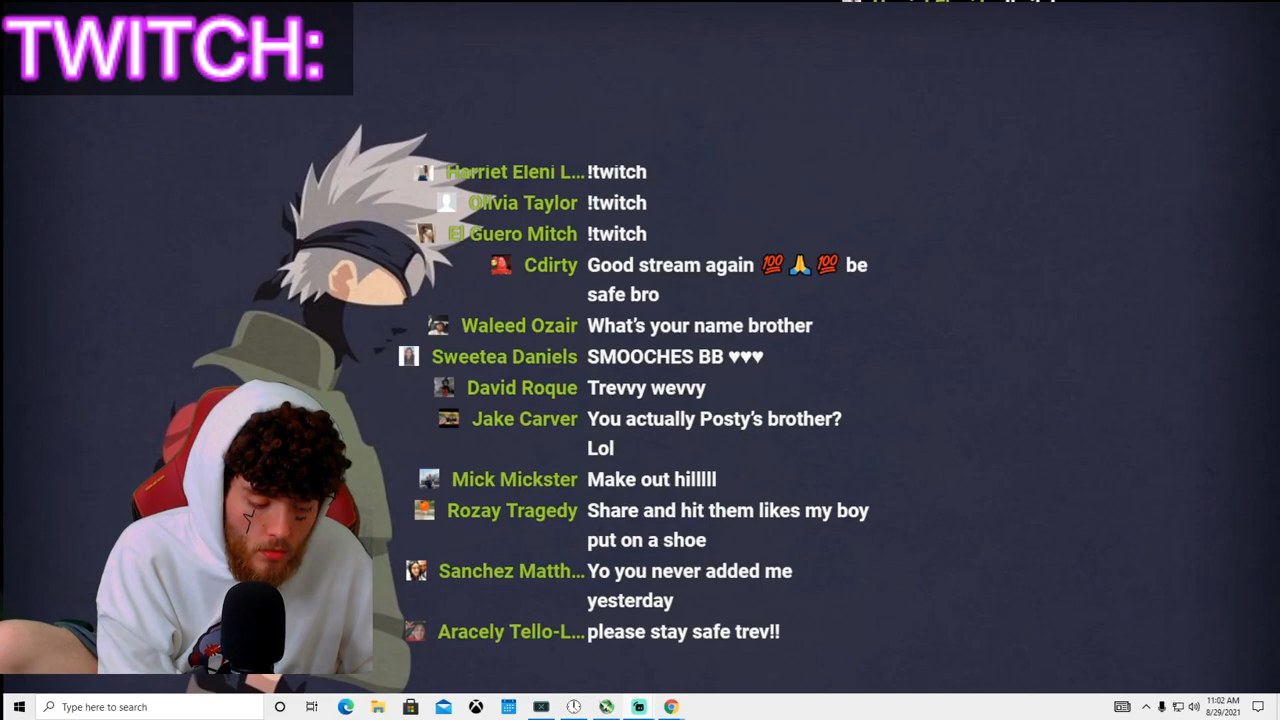 TWITCH:
Harriet Eleni L... !twitch
Olivia Taylor !twitch
El Guero Mitch !twitch
Cdirty Good stream again 💯 🙏 💯 be
safe bro
Waleed Ozair What's your name brother
Sweetea Daniels SMOOCHES BB ♥♥♥
David Roque Trevvy wevvy
Jake Carver You actually Posty's brother?
Lol
Mick Mickster Make out hilllll
Rozay Tragedy Share and hit them likes my boy
put on a shoe
Sanchez Matth... Yo you never added me
yesterday
Aracely Tello-L... please stay safe trev!!
Type here to search
11:02 AM
8/29/2021